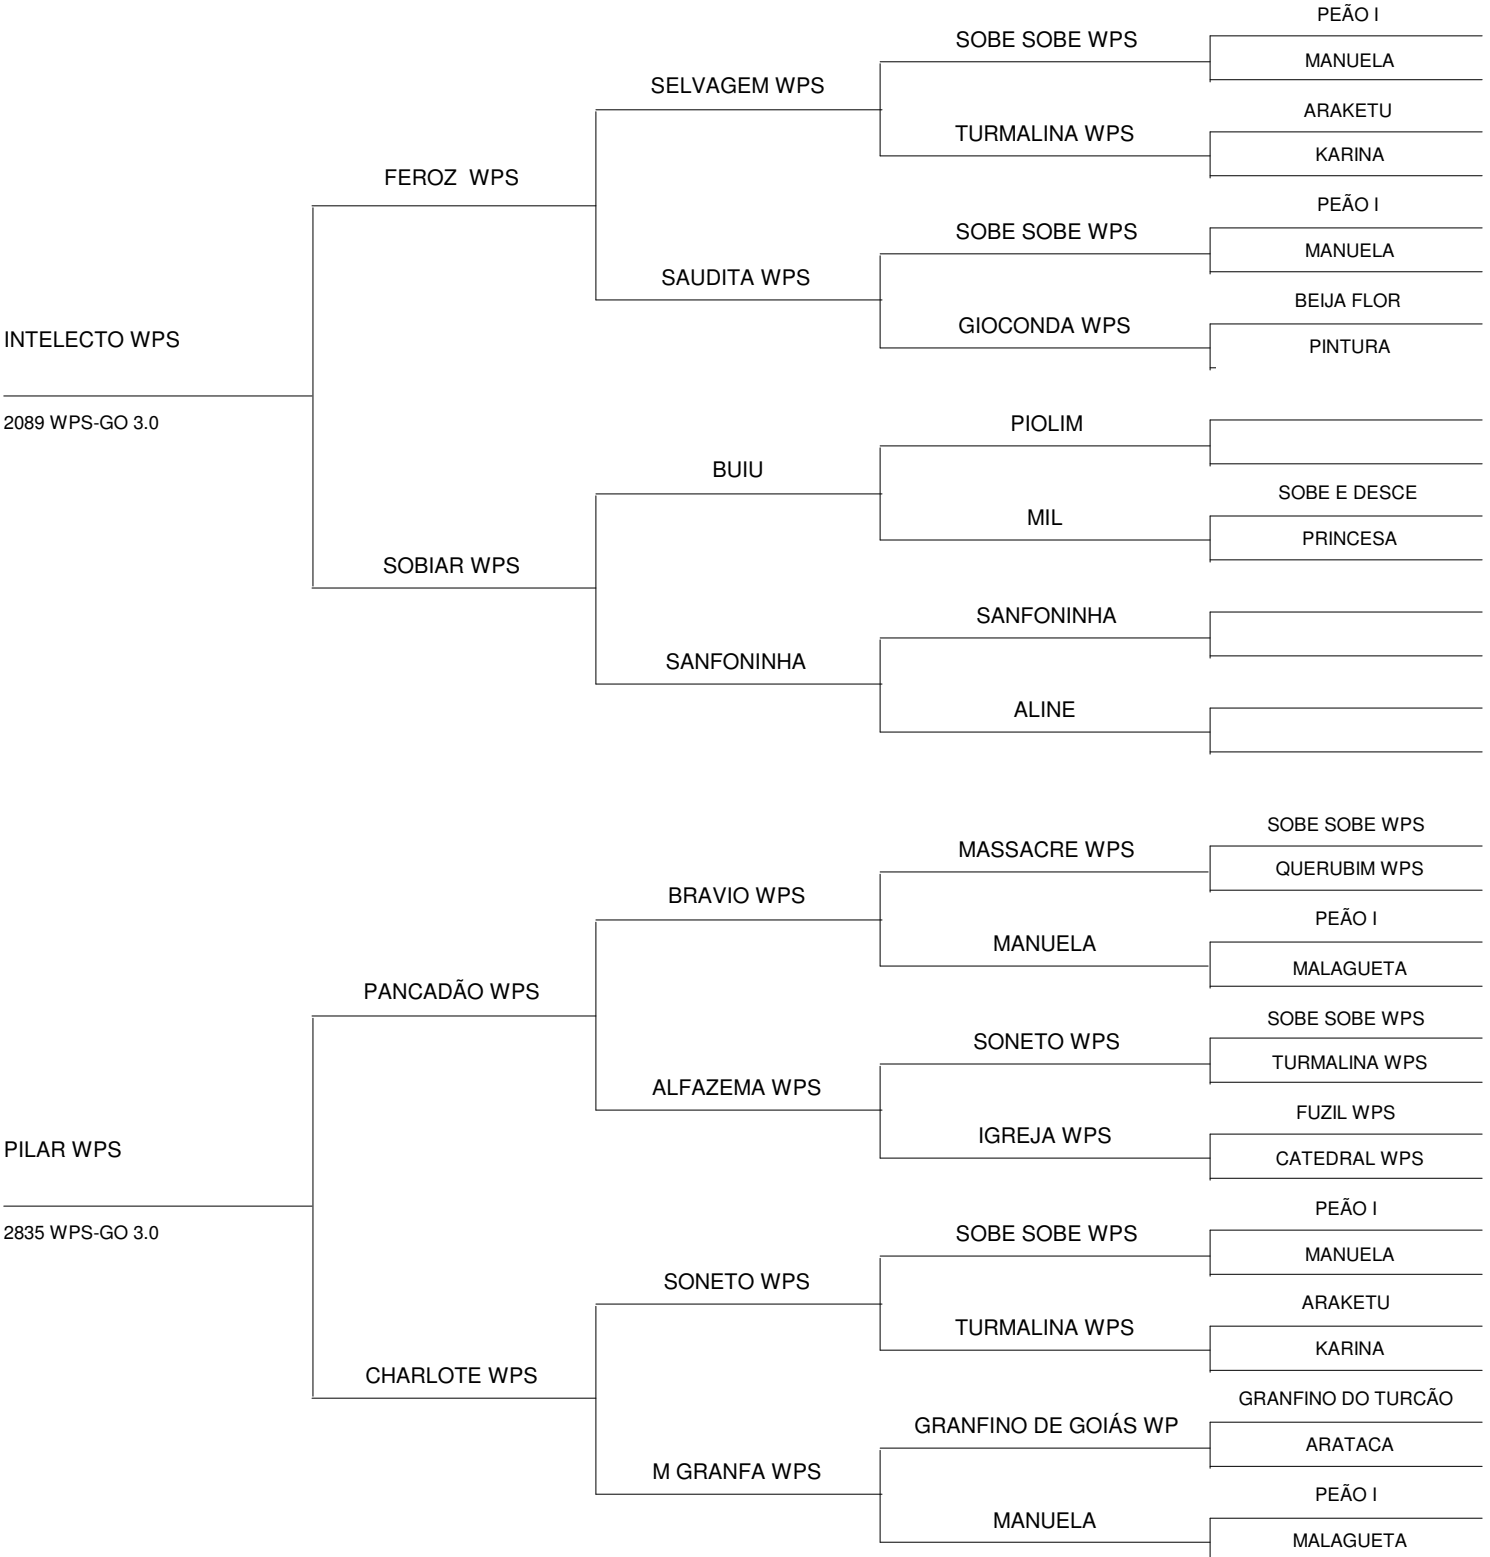 PEÃO I
SOBE SOBE WPS
MANUELA
SELVAGEM WPS
ARAKETU
TURMALINA WPS
KARINA
FEROZ  WPS
PEÃO I
SOBE SOBE WPS
MANUELA
SAUDITA WPS
BEIJA FLOR
GIOCONDA WPS
PINTURA
INTELECTO WPS
2089 WPS-GO 3.0
PIOLIM
BUIU
SOBE E DESCE
MIL
PRINCESA
SOBIAR WPS
SANFONINHA
SANFONINHA
ALINE
SOBE SOBE WPS
MASSACRE WPS
QUERUBIM WPS
BRAVIO WPS
PEÃO I
MANUELA
MALAGUETA
PANCADÃO WPS
SOBE SOBE WPS
SONETO WPS
TURMALINA WPS
ALFAZEMA WPS
FUZIL WPS
IGREJA WPS
CATEDRAL WPS
PILAR WPS
2835 WPS-GO 3.0
PEÃO I
SOBE SOBE WPS
MANUELA
SONETO WPS
ARAKETU
TURMALINA WPS
KARINA
CHARLOTE WPS
GRANFINO DO TURCÃO
GRANFINO DE GOIÁS WP
ARATACA
M GRANFA WPS
PEÃO I
MANUELA
MALAGUETA